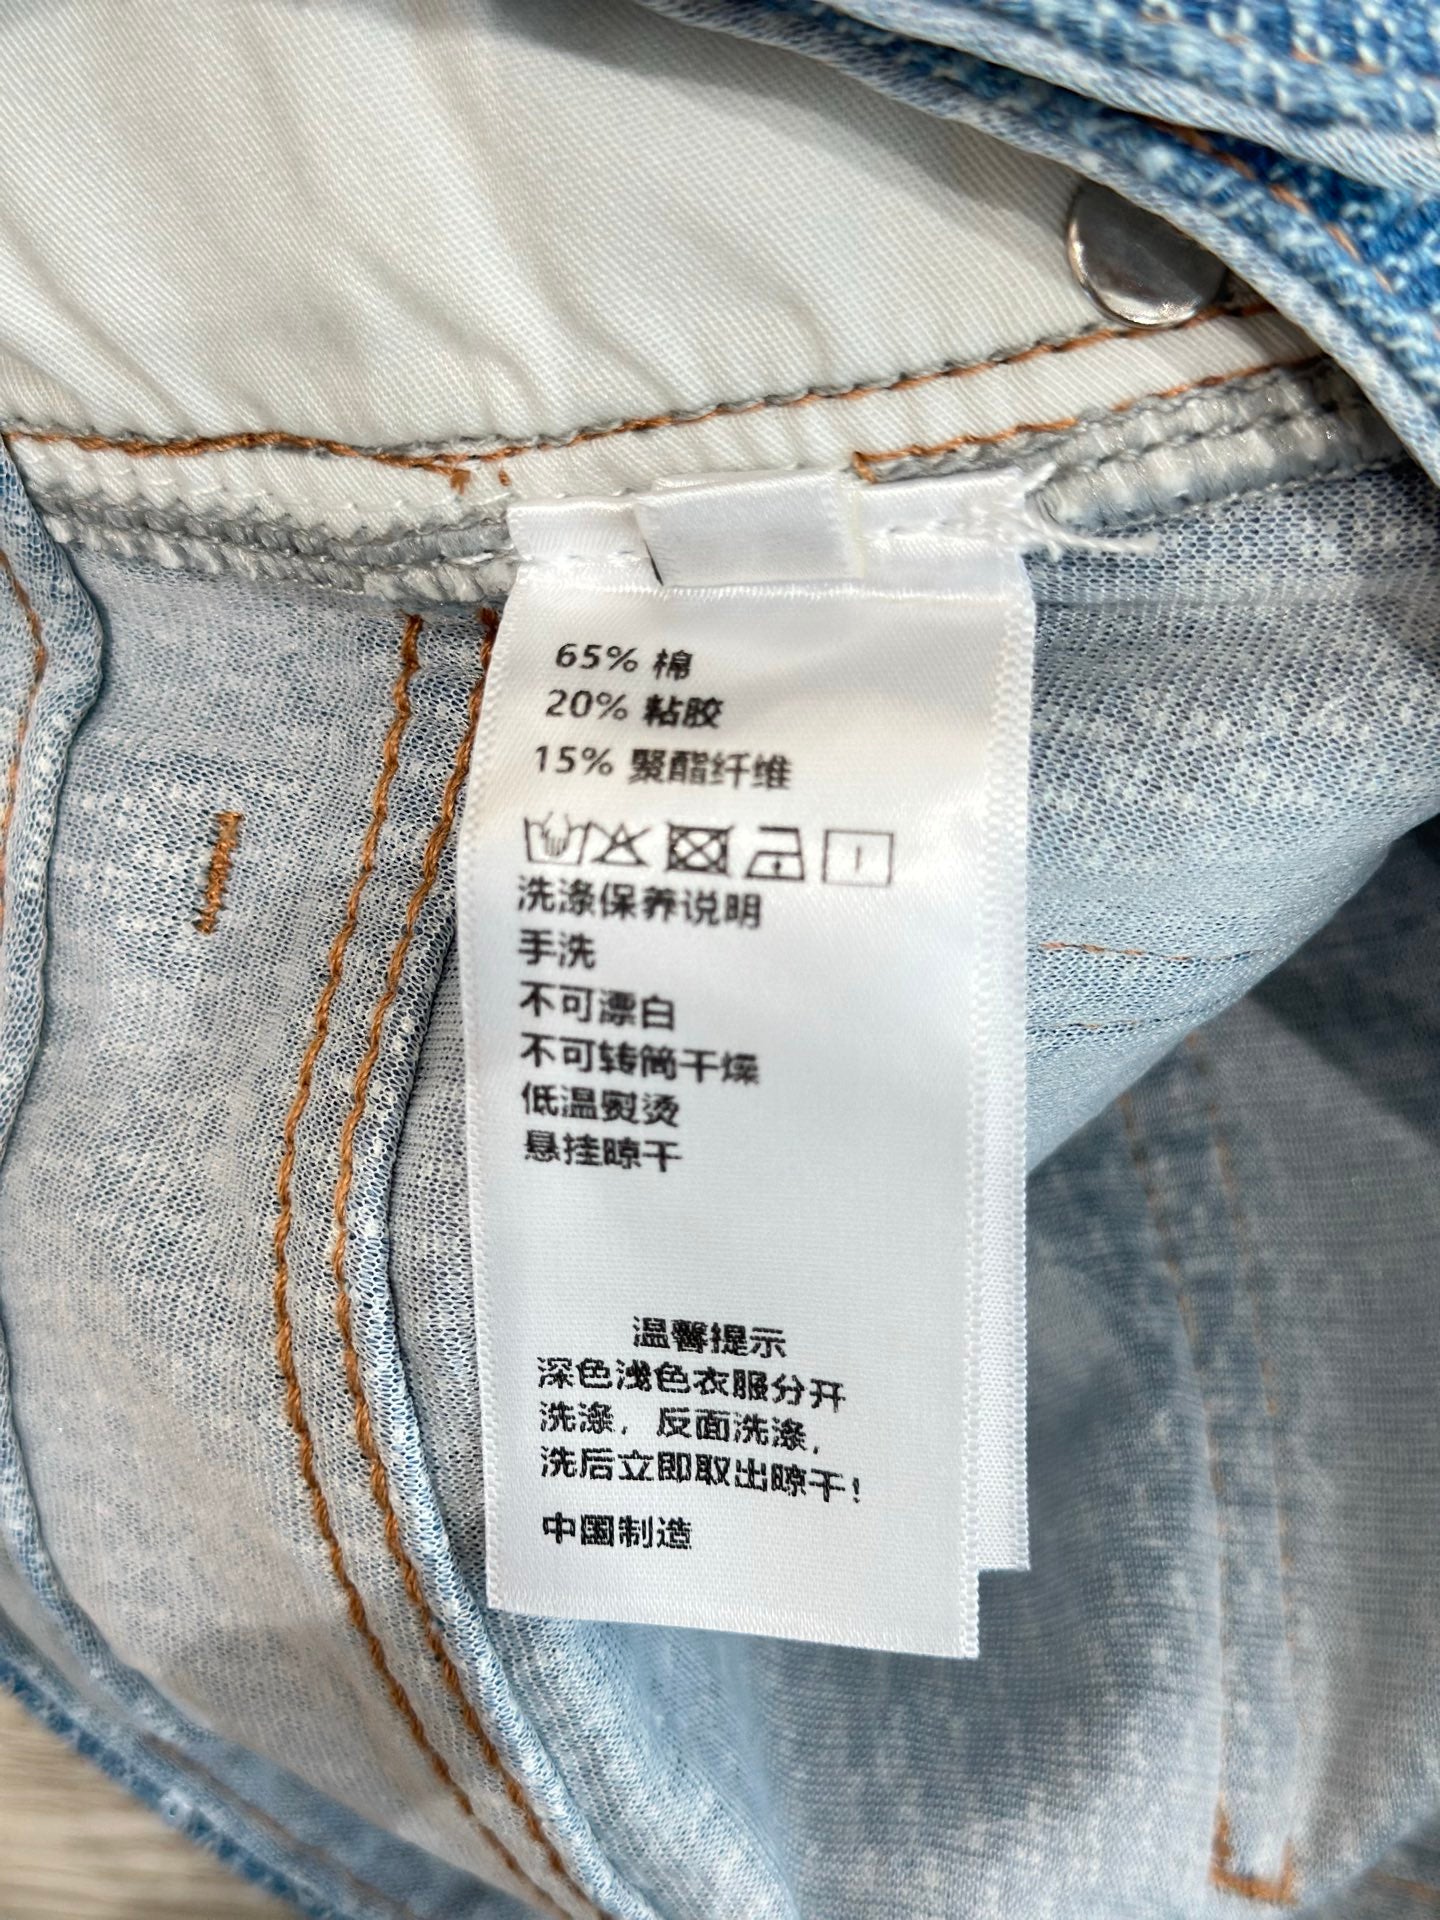 65% 棉
20% 粘胶
15% 聚酯纤维
洗涤保养说明
手洗
不可漂白
不可转筒干燥
低温熨烫
悬挂晾干
温馨提示
深色浅色衣服分开
洗涤，反面洗涤，
洗后立即取出晾干！
中国制造